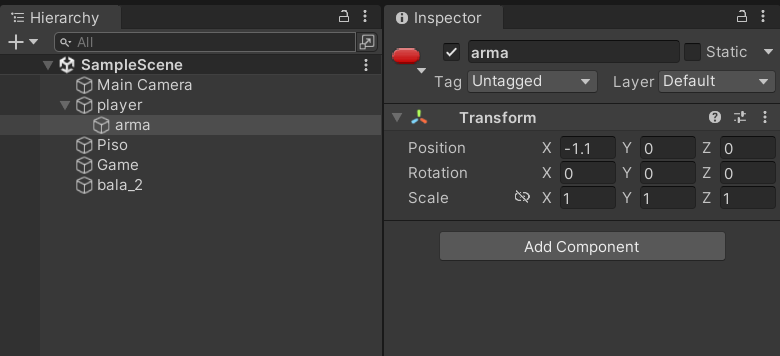 Hierarchy
All
SampleScene
Main Camera
player
arma
Piso
Game
bala_2
Inspector
arma Static
Tag Untagged Layer Default
Transform
Position X -1.1 Y 0 Z 0
Rotation X 0 Y 0 Z 0
Scale X 1 Y 1 Z 1
Add Component